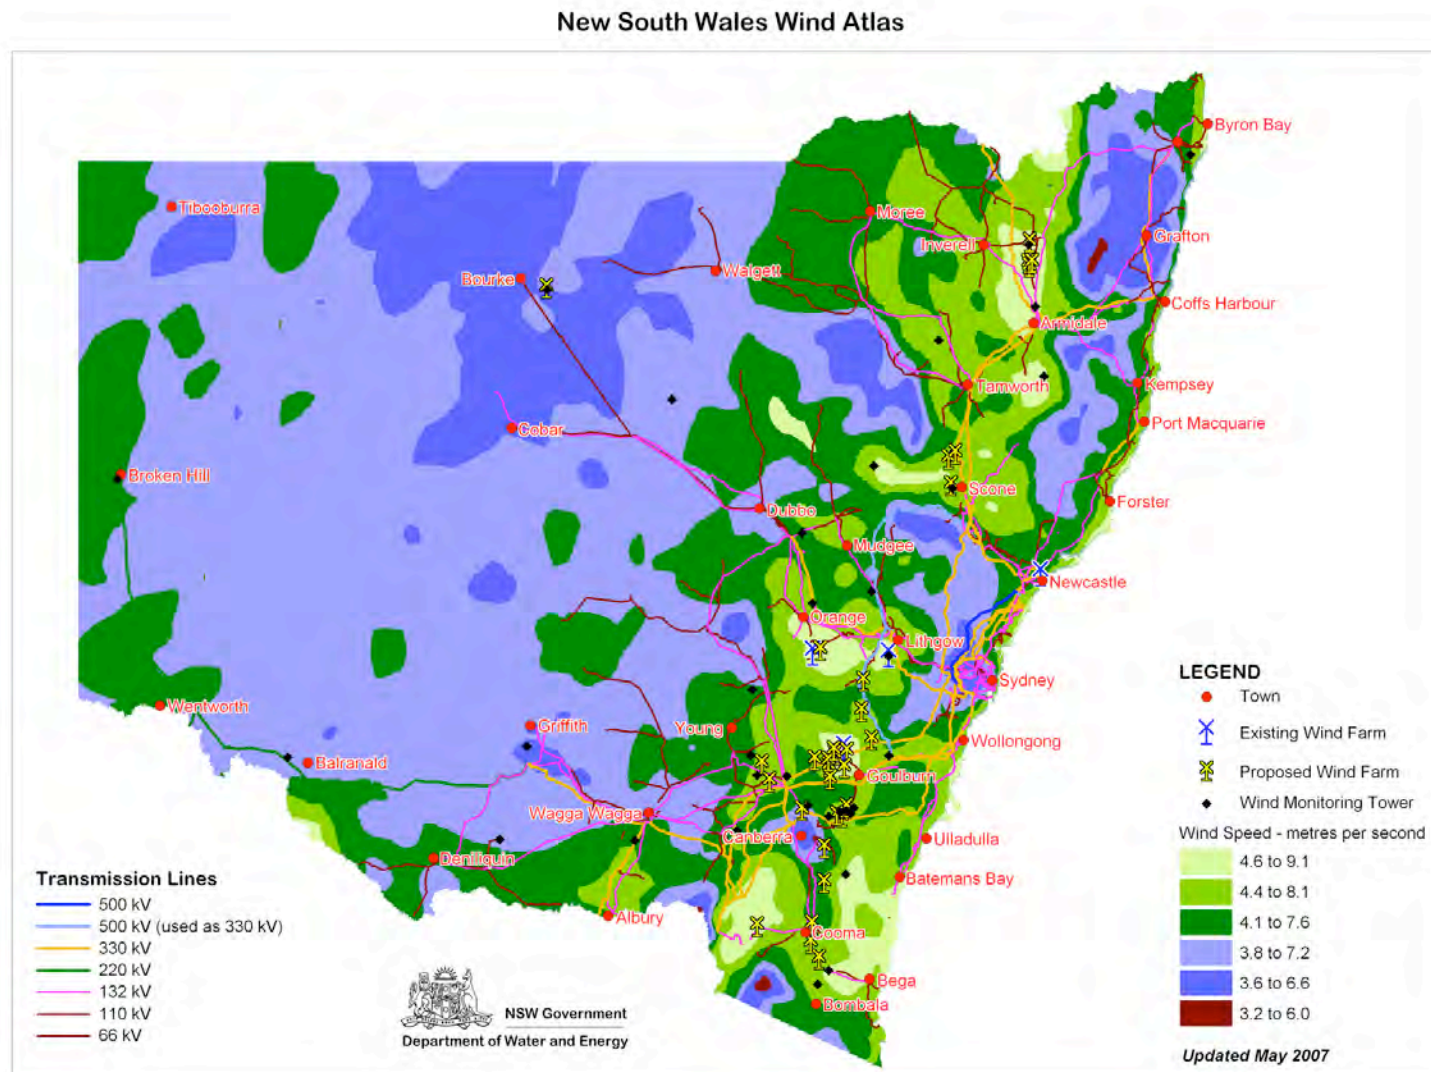 New South Wales Wind Atlas
Byron Bay
Tibooburra
Moree
Inverell
Grafton
Bourke
Walgett
Coffs Harbour
Armidale
Tamworth
Kempsey
Port Macquarie
Cobar
Broken Hill
Scone
Forster
Dubbo
Mudgee
Newcastle
Orange
Lithgow
Sydney
Wentworth
Griffith
Young
Wollongong
Balranald
Goulburn
Wagga Wagga
Canberra
Ulladulla
Deniliquin
Batemans Bay
Albury
Cooma
Bega
Bombala
LEGEND
Town
Existing Wind Farm
Proposed Wind Farm
Wind Monitoring Tower
Wind Speed - metres per second
4.6 to 9.1
4.4 to 8.1
4.1 to 7.6
3.8 to 7.2
3.6 to 6.6
3.2 to 6.0
Updated May 2007
Transmission Lines
500 kV
500 kV (used as 330 kV)
330 kV
220 kV
132 kV
110 kV
66 kV
NSW Government
Department of Water and Energy